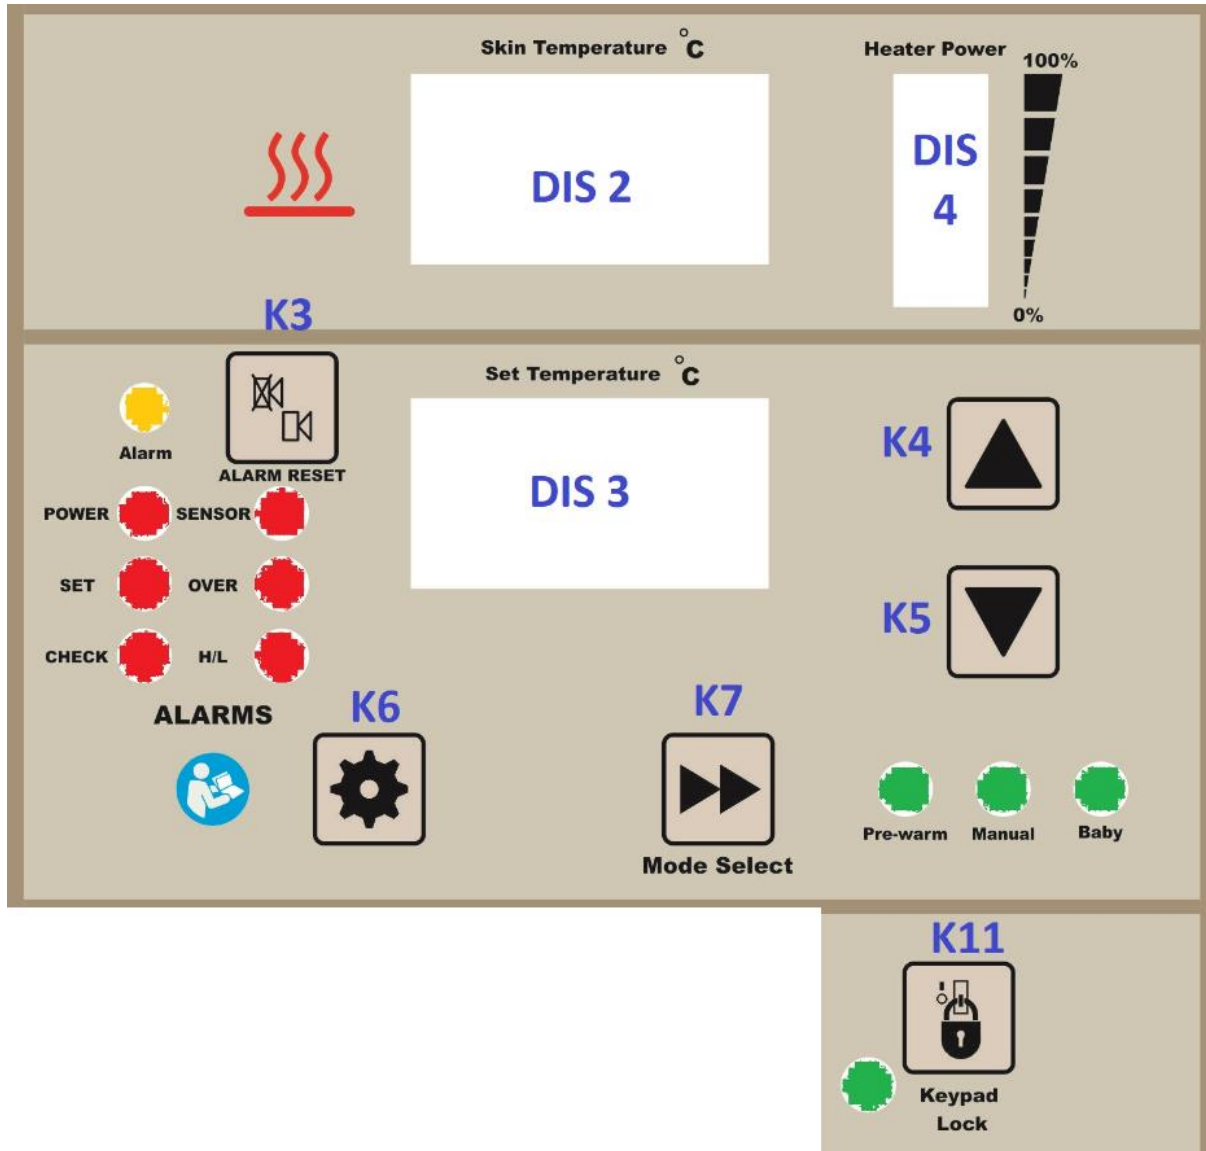 Skin Temperature °C
Heater Power
100%
DIS 2
DIS
4
0%
K3
Set Temperature °C
Alarm
ALARM RESET
K4
DIS 3
POWER
SENSOR
SET
OVER
K5
CHECK
H/L
ALARMS
K6
K7
Pre-warm
Manual
Baby
Mode Select
K11
Keypad
Lock